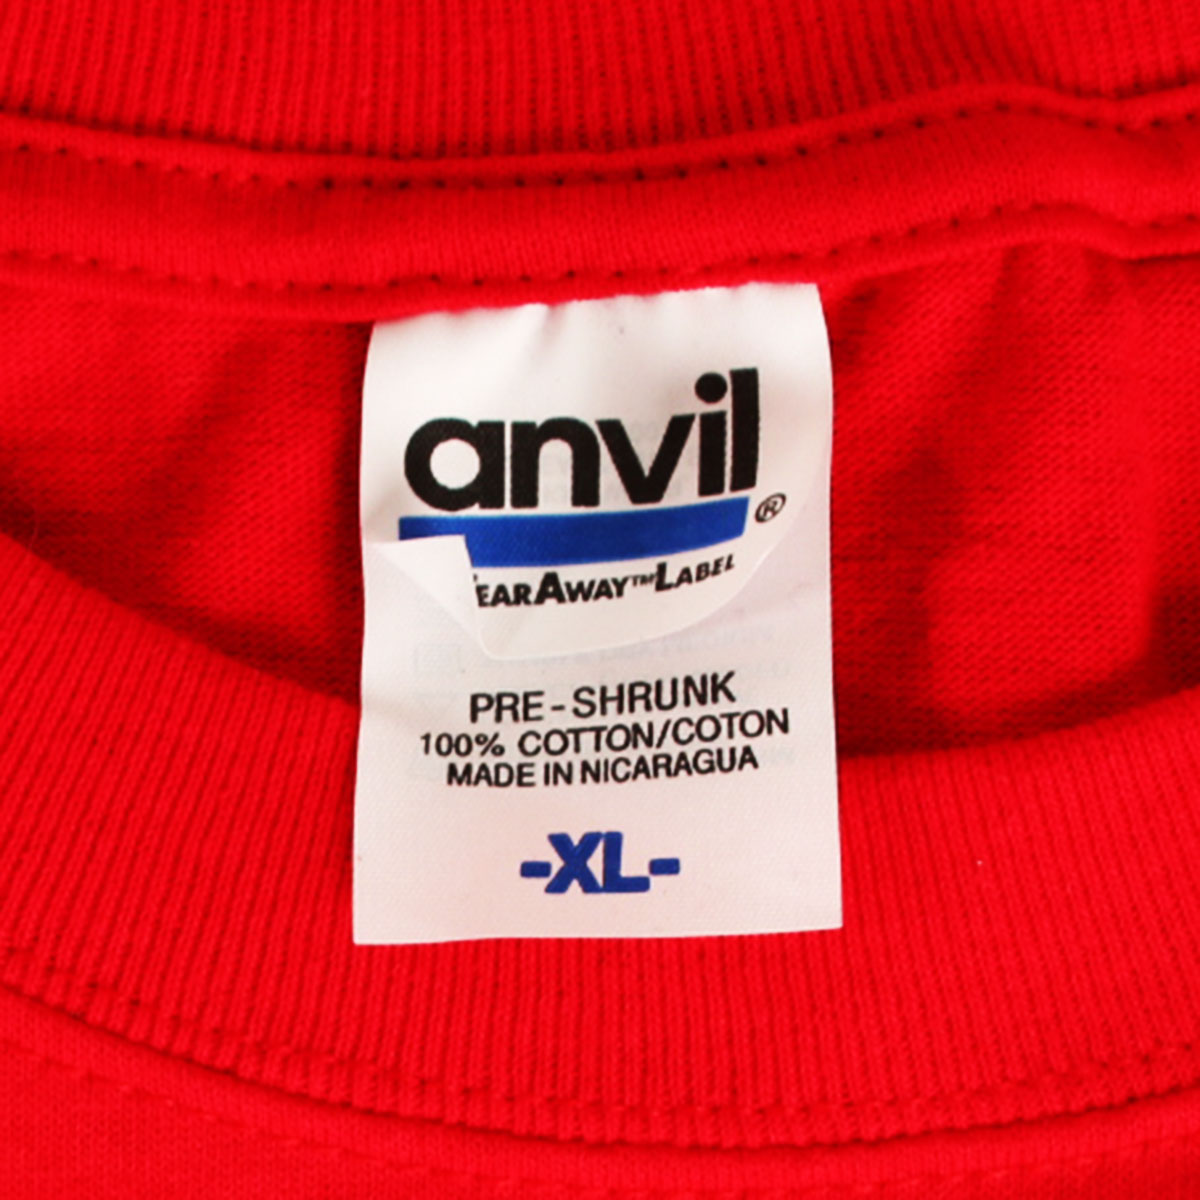 anvil®
EARAWAY™LABEL
PRE-SHRUNK
100% COTTON/COTON
MADE IN NICARAGUA
-XL-